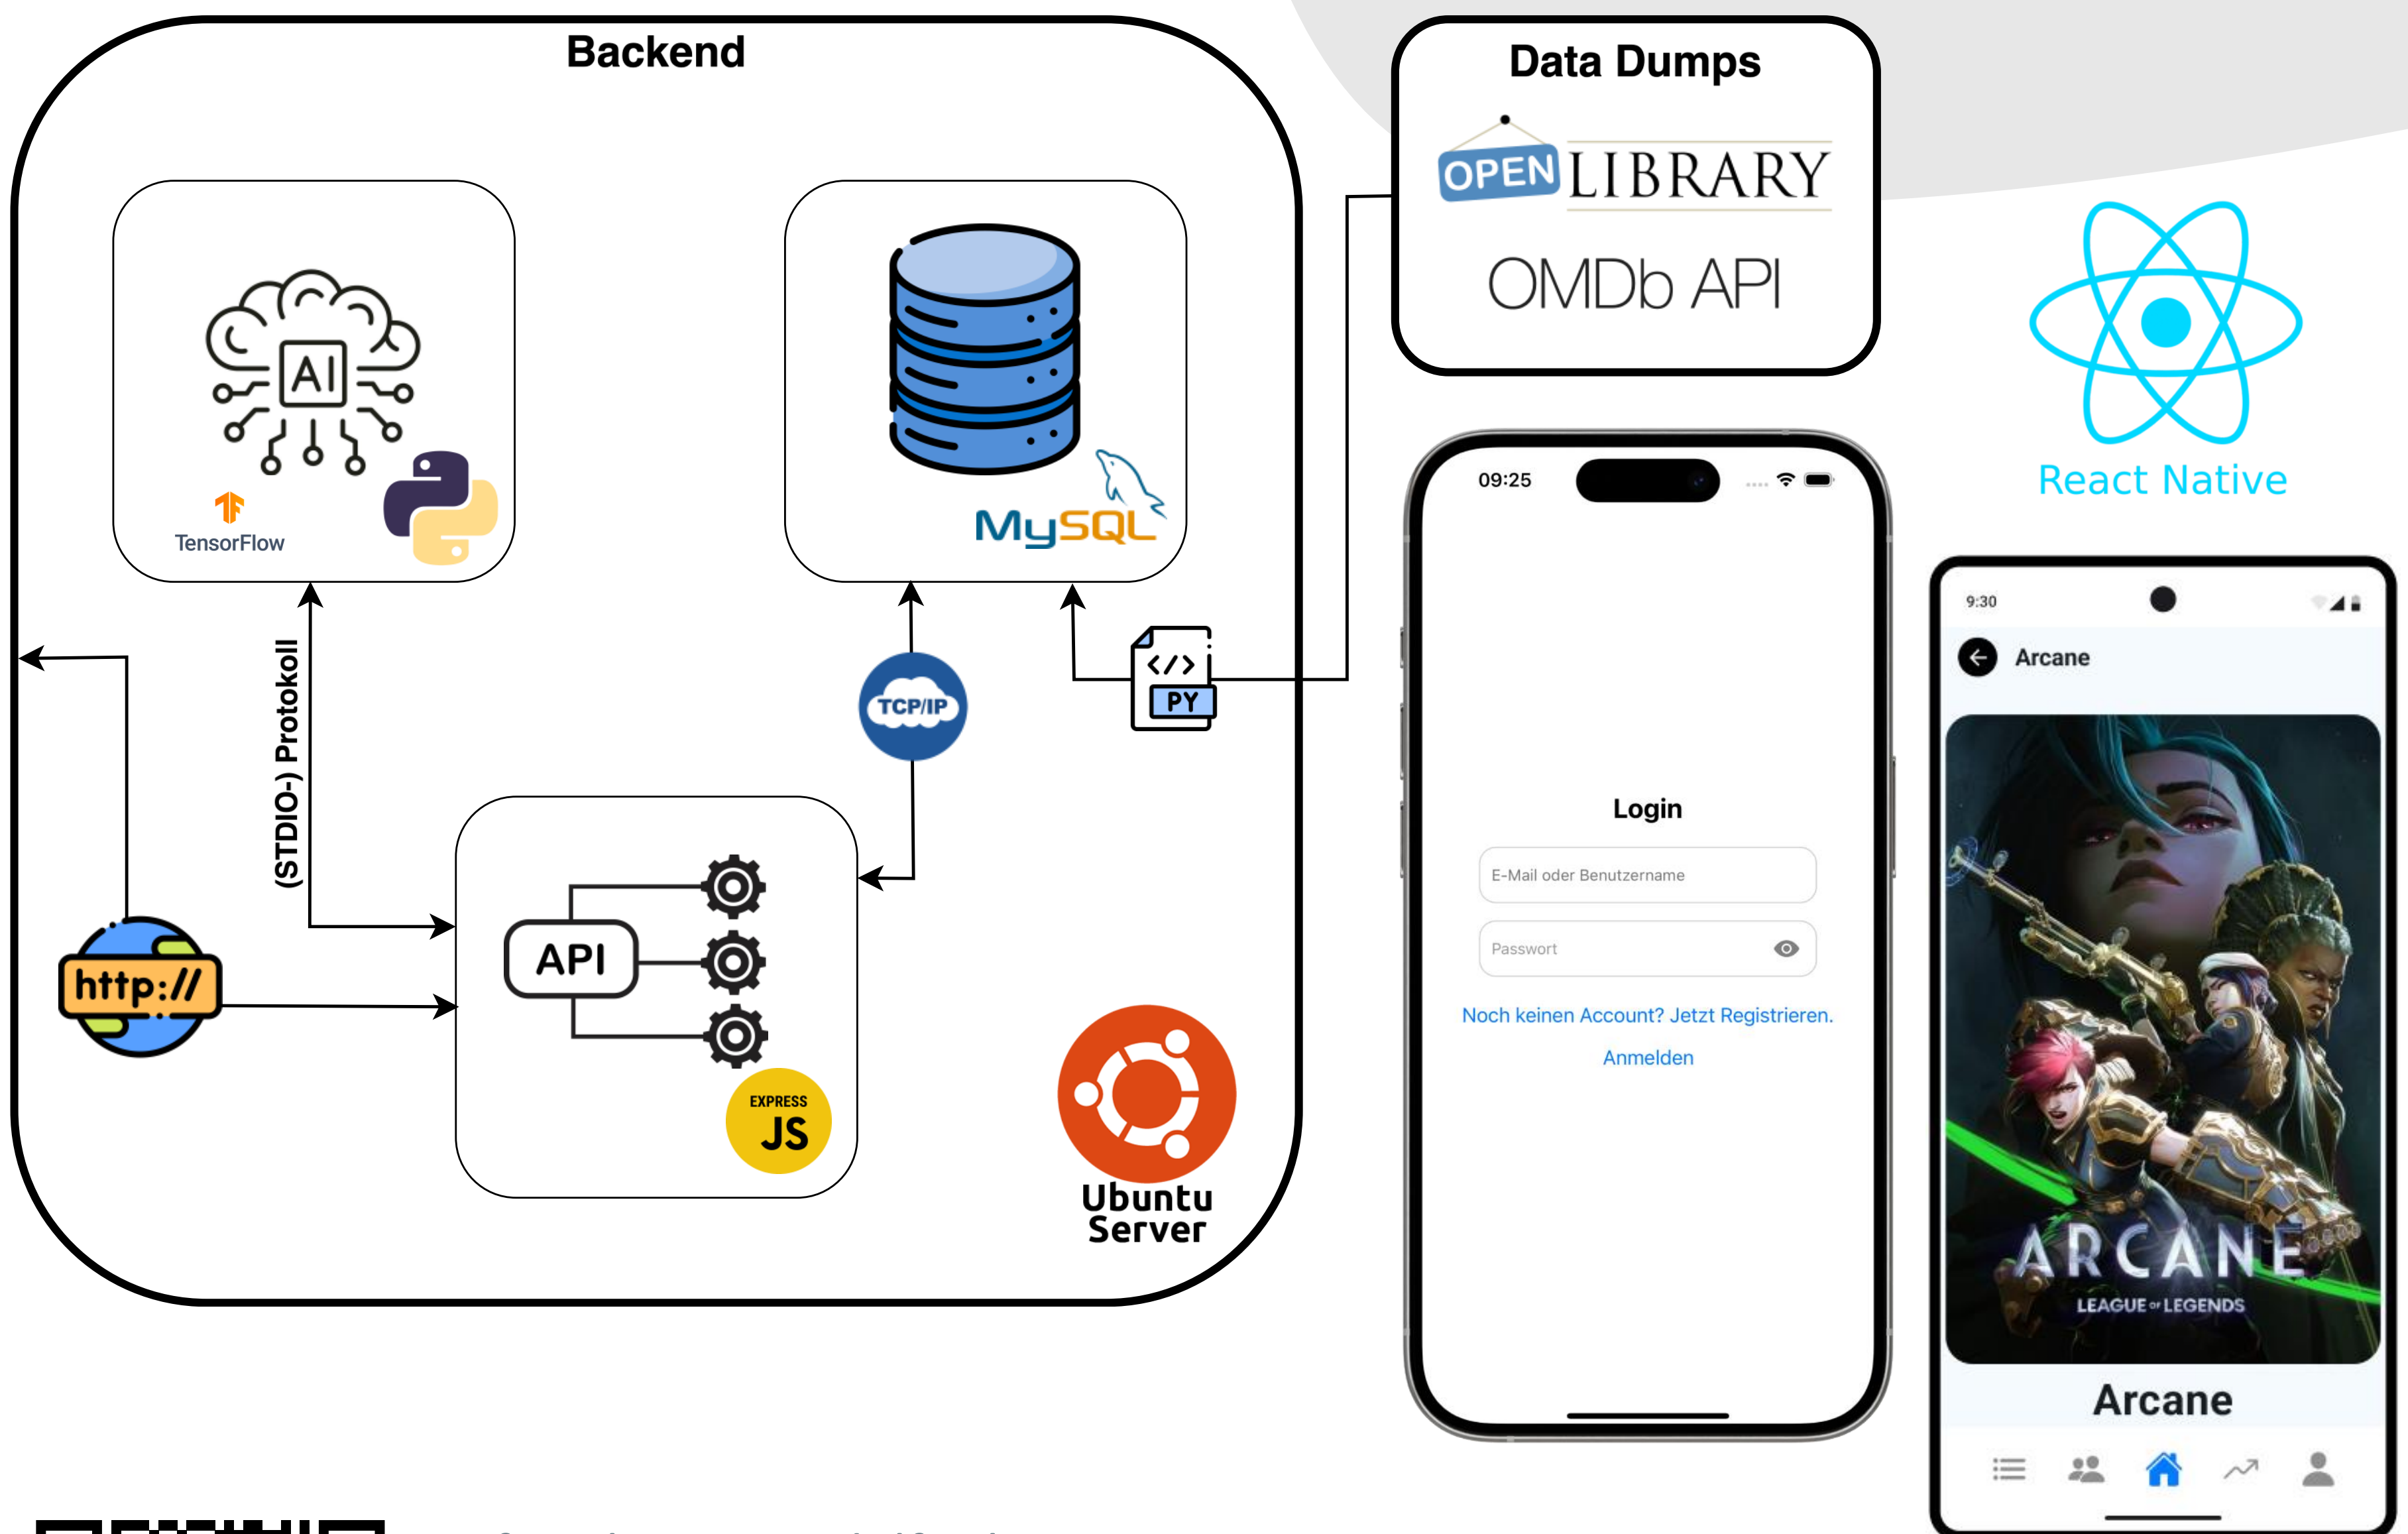 Backend
AI
TensorFlow
MySQL
(STDIO-) Protokoll
TCP/IP
</>
PY
http://
API
EXPRESS
JS
Ubuntu
Server
Data Dumps
OPEN LIBRARY
OMDb API
React Native
09:25
Login
E-Mail oder Benutzername
Passwort
Noch keinen Account? Jetzt Registrieren.
Anmelden
9:30
Arcane
ARCANE
LEAGUE OF LEGENDS
Arcane